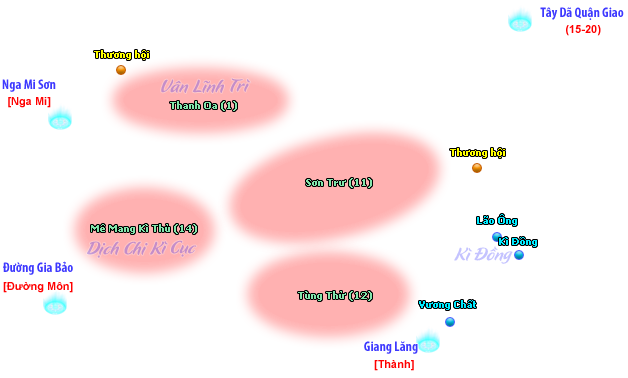 Tây Dã Quận Giao
(15-20)
Thương hội
Nga Mi Sơn
[Nga Mi]
Vãn Lĩnh Trì
Thanh Oa (1)
Thương hội
Sơn Trư (11)
Mê Mang Kì Thủ (14)
Dịch Chi Kì Cục
Lão Ông
Kì Đồng
Kì Đồng
Đường Gia Bảo
[Đường Môn]
Tùng Thử (12)
Vương Chất
Giang Lăng
[Thành]